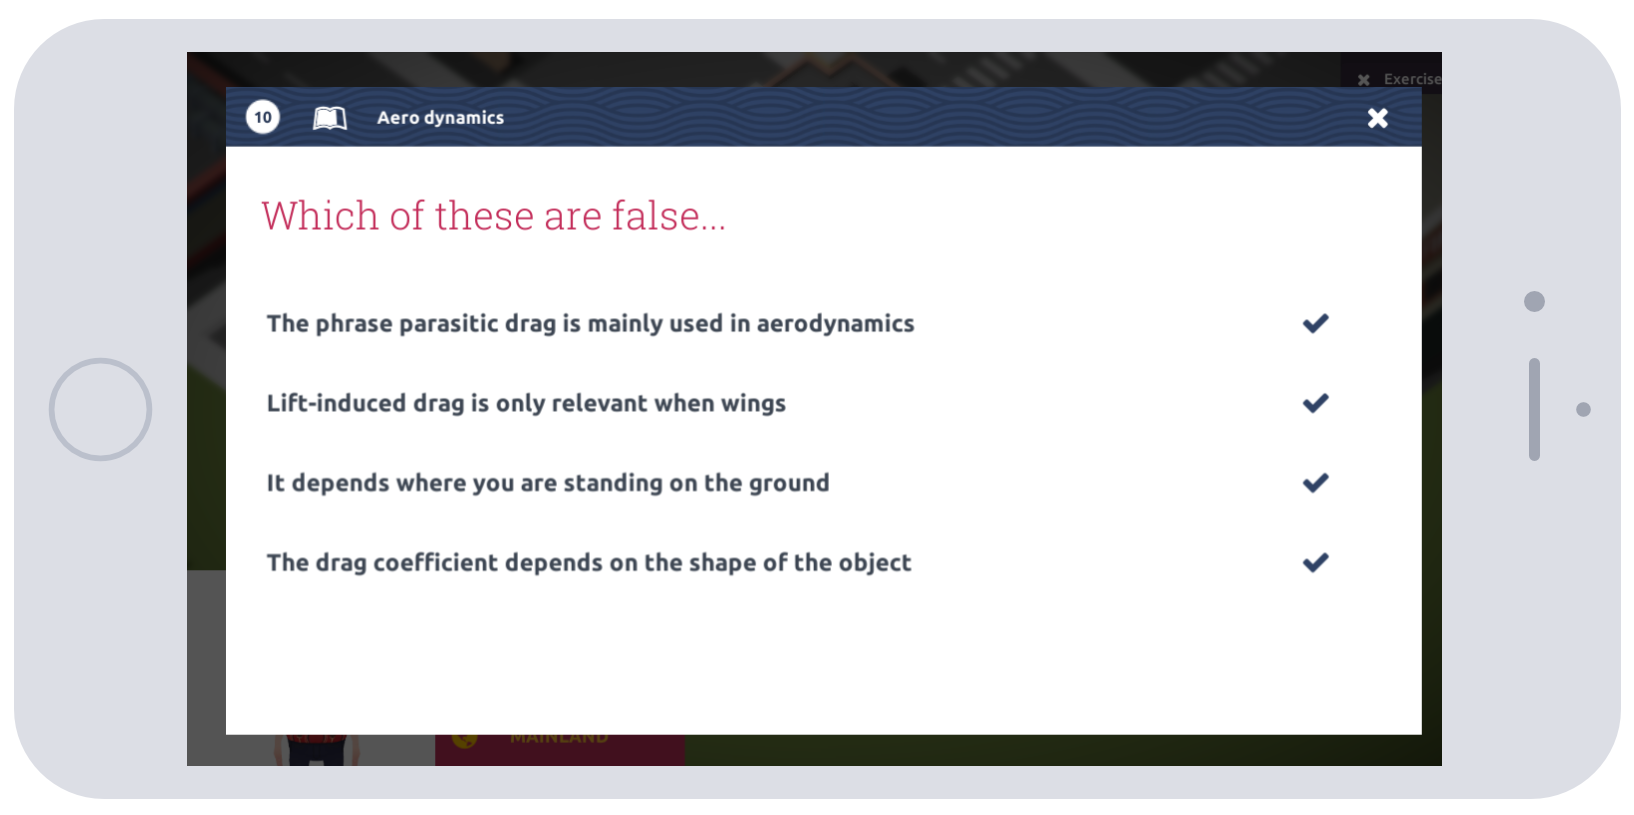 Exercise
10 Aero dynamics
Which of these are false...
The phrase parasitic drag is mainly used in aerodynamics
Lift-induced drag is only relevant when wings
It depends where you are standing on the ground
The drag coefficient depends on the shape of the object
MAINLAND